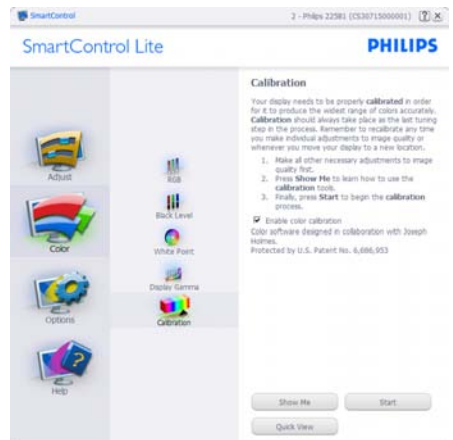 SmartControl
2 - Philips 225B1 (CS30715000001)
SmartControl Lite
PHILIPS
Adjust
Color
Options
Help
RGB
Black Level
White Point
Display Gamma
Calibration
Calibration
Your display needs to be properly calibrated in order
for it to produce the widest range of colors accurately.
Calibration should always take place as the last tuning
step in the process. Remember to recalibrate any time
you make individual adjustments to image quality or
whenever you move your display to a new location.
1. Make all other necessary adjustments to image
quality first.
2. Press Show Me to learn how to use the
calibration tools.
3. Finally, press Start to begin the calibration
process.
Enable color calibration
Color software designed in collaboration with Joseph
Holmes.
Protected by U.S. Patent No. 6,686,953
Show Me
Start
Quick View